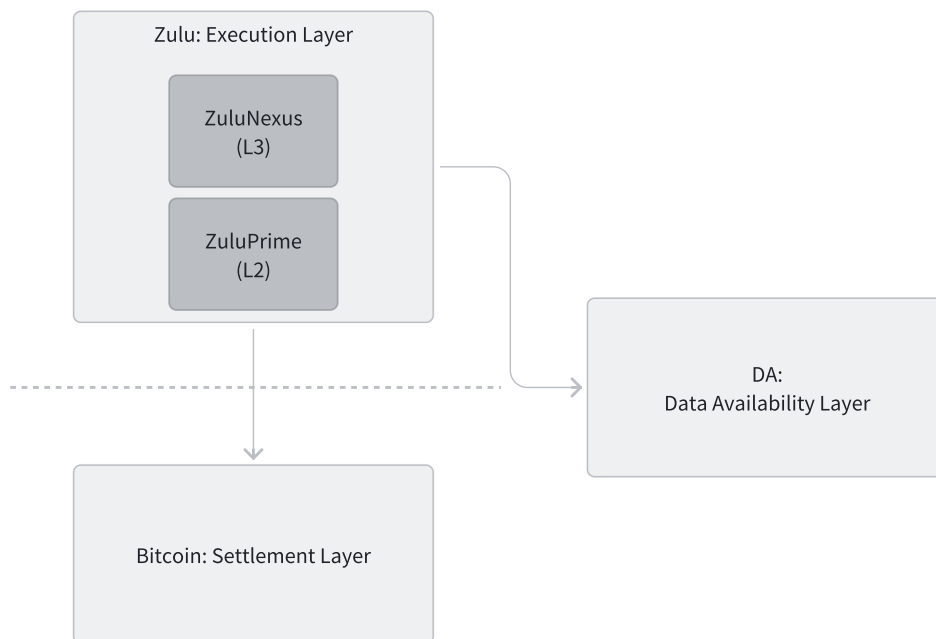 Zulu: Execution Layer
ZuluNexus
(L3)
ZuluPrime
(L2)
DA:
Data Availability Layer
Bitcoin: Settlement Layer